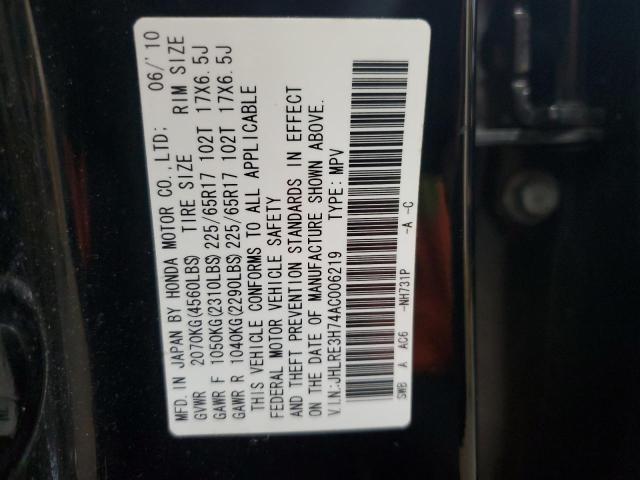 MFD. IN JAPAN BY HONDA MOTOR CO., LTD: 06/'10
GVWR 2070KG(4560LBS) TIRE SIZE RIM SIZE
GAWR F 1050KG(2310LBS) 225/65R17 102T 17X6. 5J
GAWR R 1040KG(2290LBS) 225/65R17 102T 17X6. 5J
THIS VEHICLE CONFORMS TO ALL APPLICABLE
FEDERAL MOTOR VEHICLE SAFETY
AND THEFT PREVENTION STANDARDS IN EFFECT
ON THE DATE OF MANUFACTURE SHOWN ABOVE.
V.I.N.:JHLRE3H74AC006219 TYPE: MPV
SWB A AC6 -NH731P -A -C